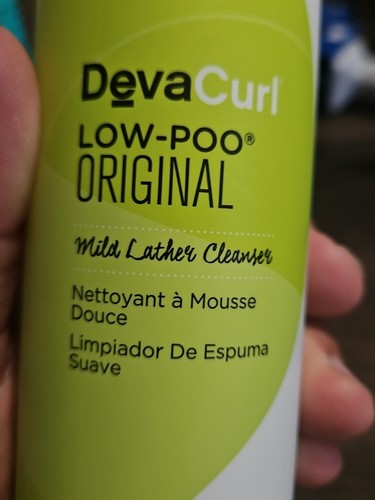 DevaCurl
LOW-POO®
ORIGINAL
Mild Lather Cleanser
Nettoyant à Mousse
Douce
Limpiador De Espuma
Suave